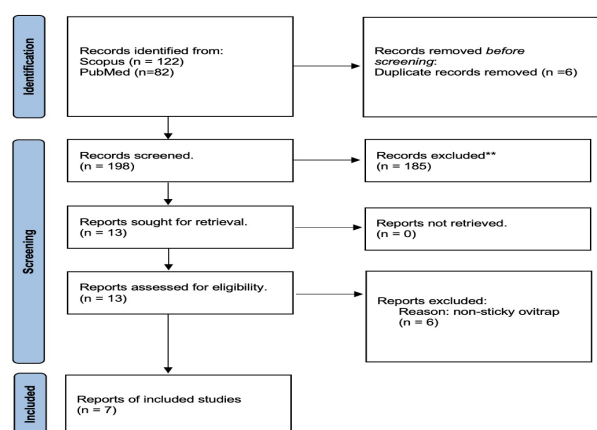 Identification
Records identified from:
Scopus (n = 122)
PubMed (n=82)
Records removed before
screening:
Duplicate records removed (n =6)
Screening
Records screened.
(n = 198)
Records excluded**
(n = 185)
Reports sought for retrieval.
(n = 13)
Reports not retrieved.
(n = 0)
Reports assessed for eligibility.
(n = 13)
Reports excluded:
Reason: non-sticky ovitrap
(n = 6)
Included
Reports of included studies
(n = 7)